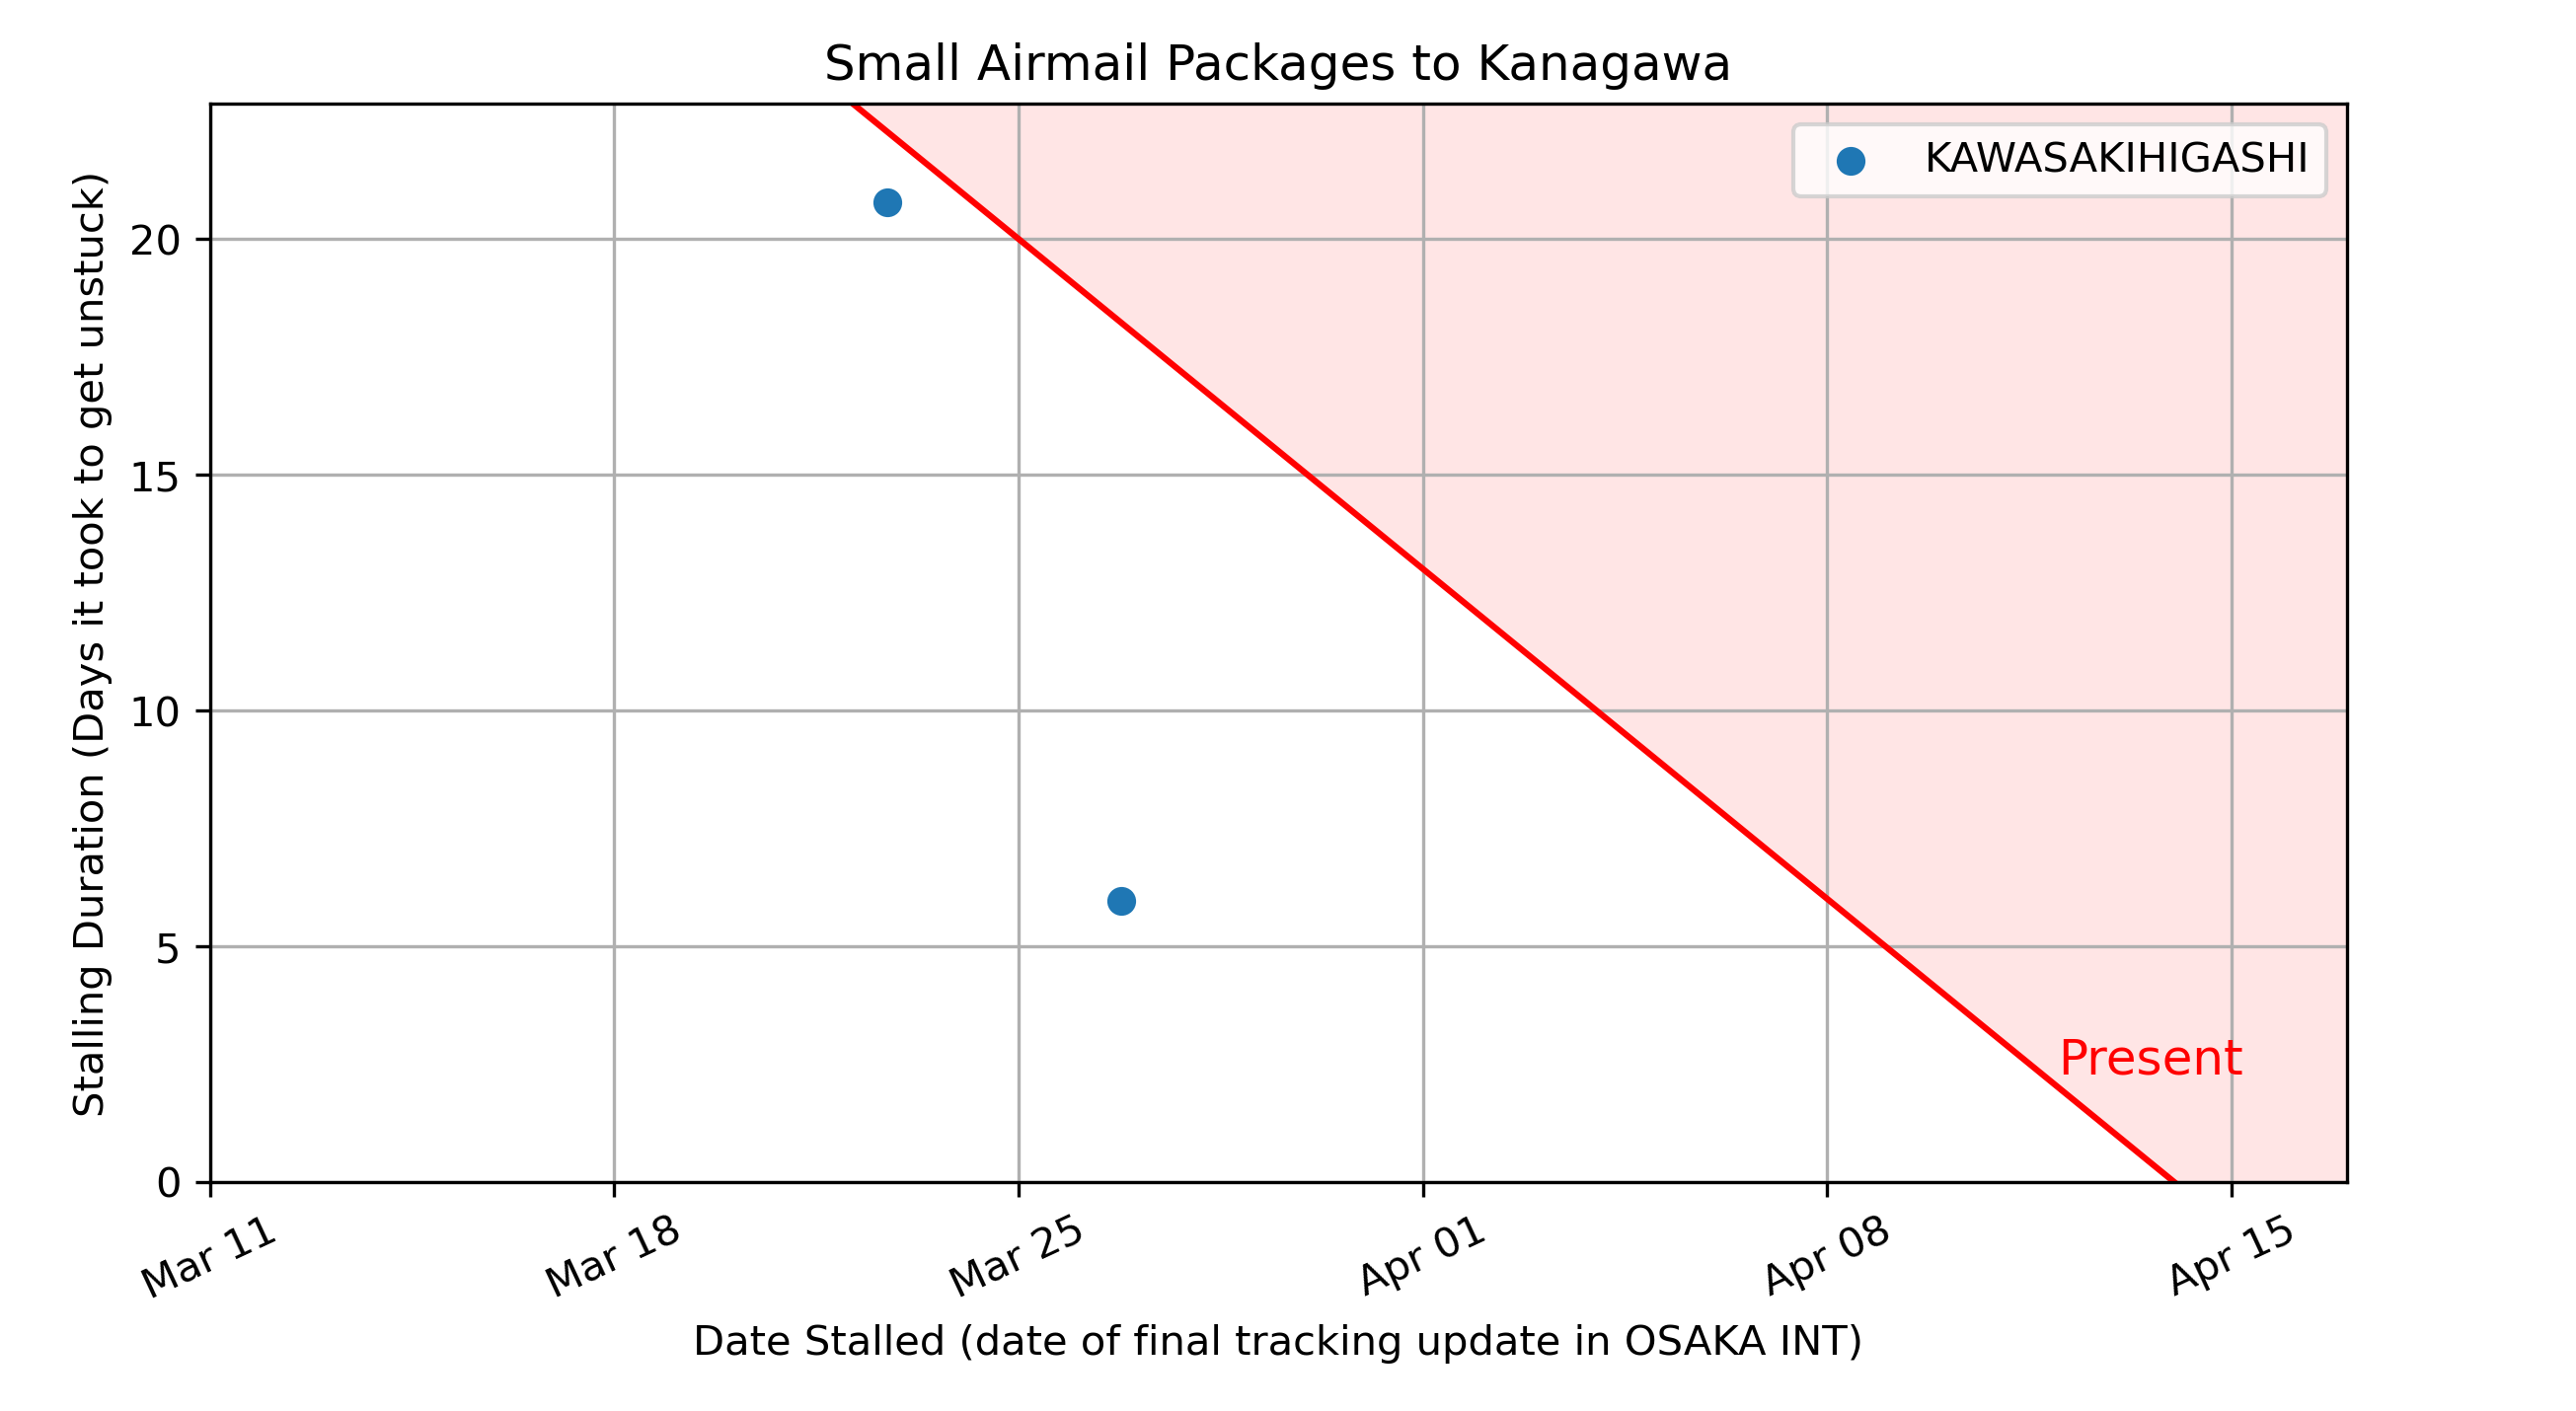 Small Airmail Packages to Kanagawa
KAWASAKIHIGASHI
Stalling Duration (Days it took to get unstuck)
20
15
10
5
0
Present
Mar 11
Mar 18
Mar 25
Apr 01
Apr 08
Apr 15
Date Stalled (date of final tracking update in OSAKA INT)